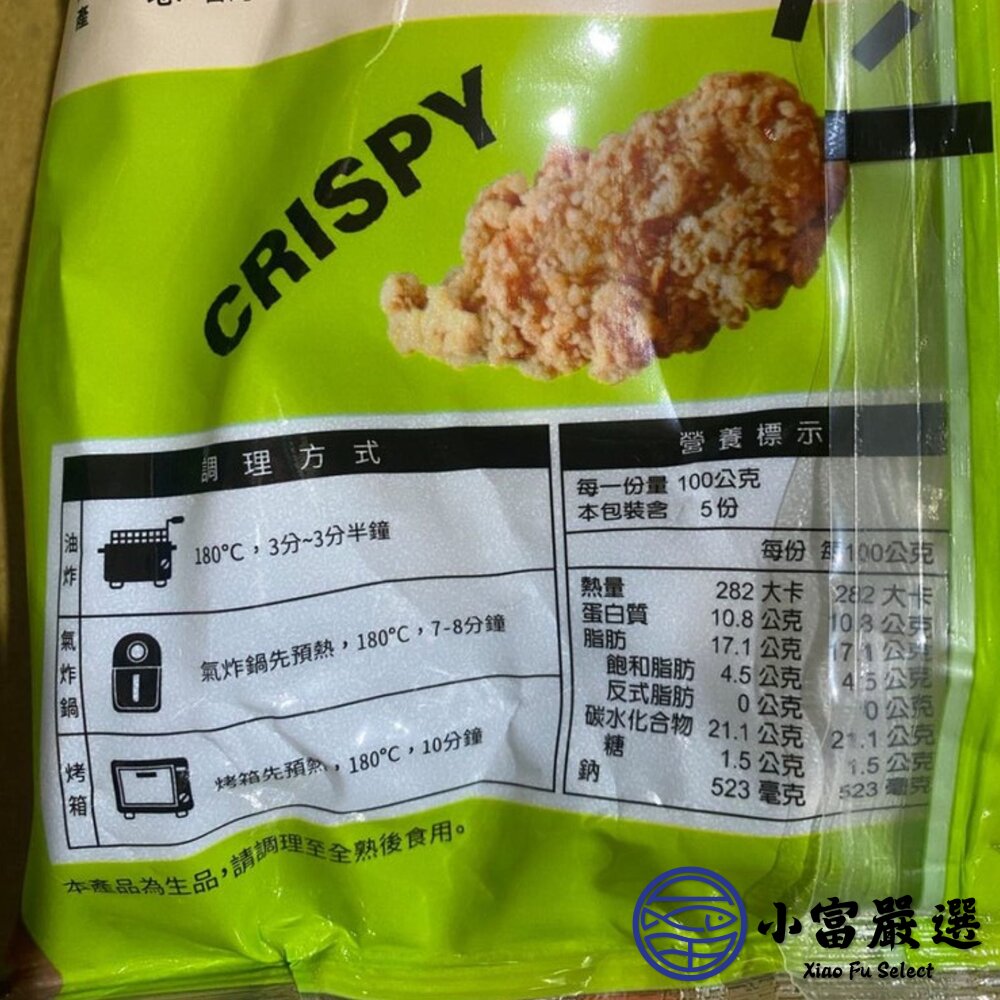 產
CRISPY
調理方式
油炸
180°C，3分~3分半鐘
氣炸鍋
氣炸鍋先預熱，180°C，7-8分鐘
烤箱
烤箱先預熱，180°C，10分鐘
本產品為生品，請調理至全熟後食用。
營養標示
每一份量 100公克
本包裝含 5份
每份 每100公克
熱量 282 大卡 282 大卡
蛋白質 10.8 公克 10.8 公克
脂肪 17.1 公克 17.1 公克
飽和脂肪 4.5 公克 4.5 公克
反式脂肪 0 公克 0 公克
碳水化合物 21.1 公克 21.1 公克
糖 1.5 公克 1.5 公克
鈉 523 毫克 523 毫克
小富嚴選
Xiao Fu Select